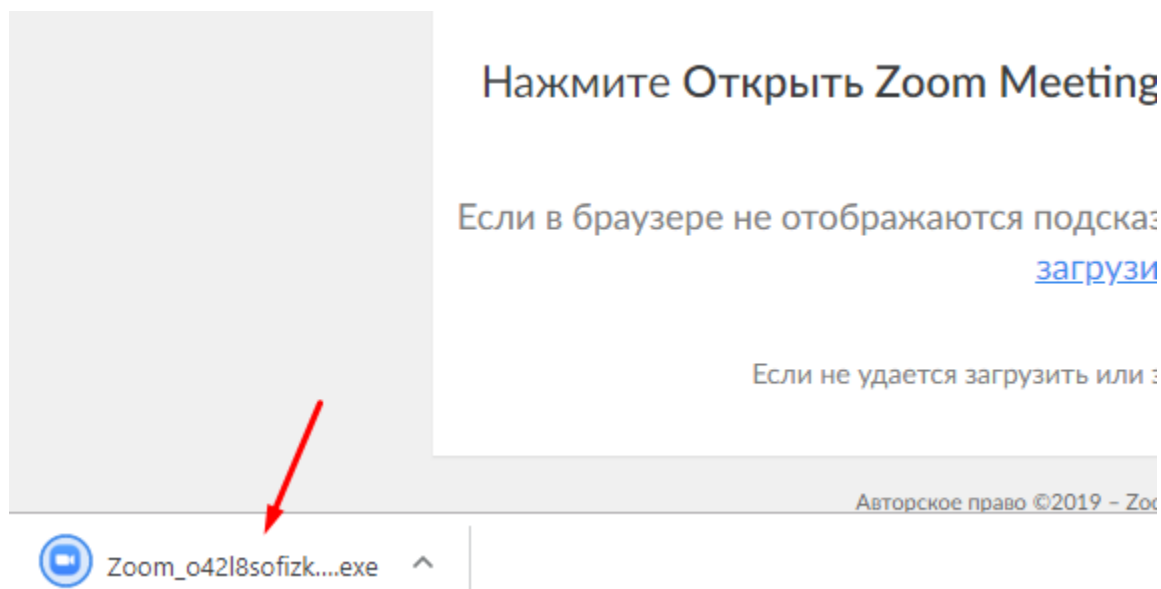 Нажмите Открыть Zoom Meeting
Если в браузере не отображаются подсказ
загрузи
Если не удается загрузить или з
Авторское право ©2019 – Zoo
Zoom_o42l8sofizk....exe